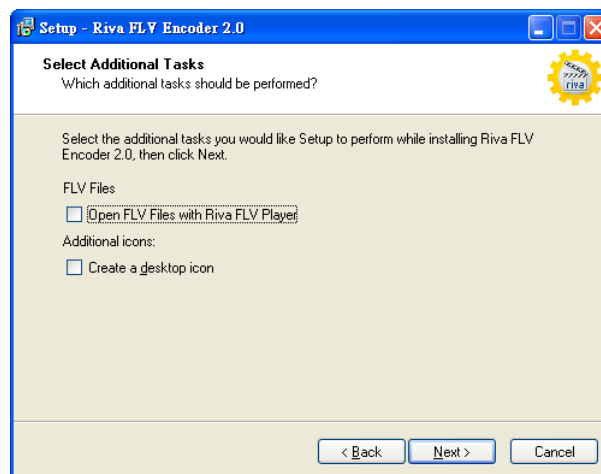 Setup - Riva FLV Encoder 2.0
Select Additional Tasks
Which additional tasks should be performed?
riva
Select the additional tasks you would like Setup to perform while installing Riva FLV
Encoder 2.0, then click Next.
FLV Files
Open FLV Files with Riva FLV Player
Additional icons:
Create a desktop icon
< Back
Next >
Cancel